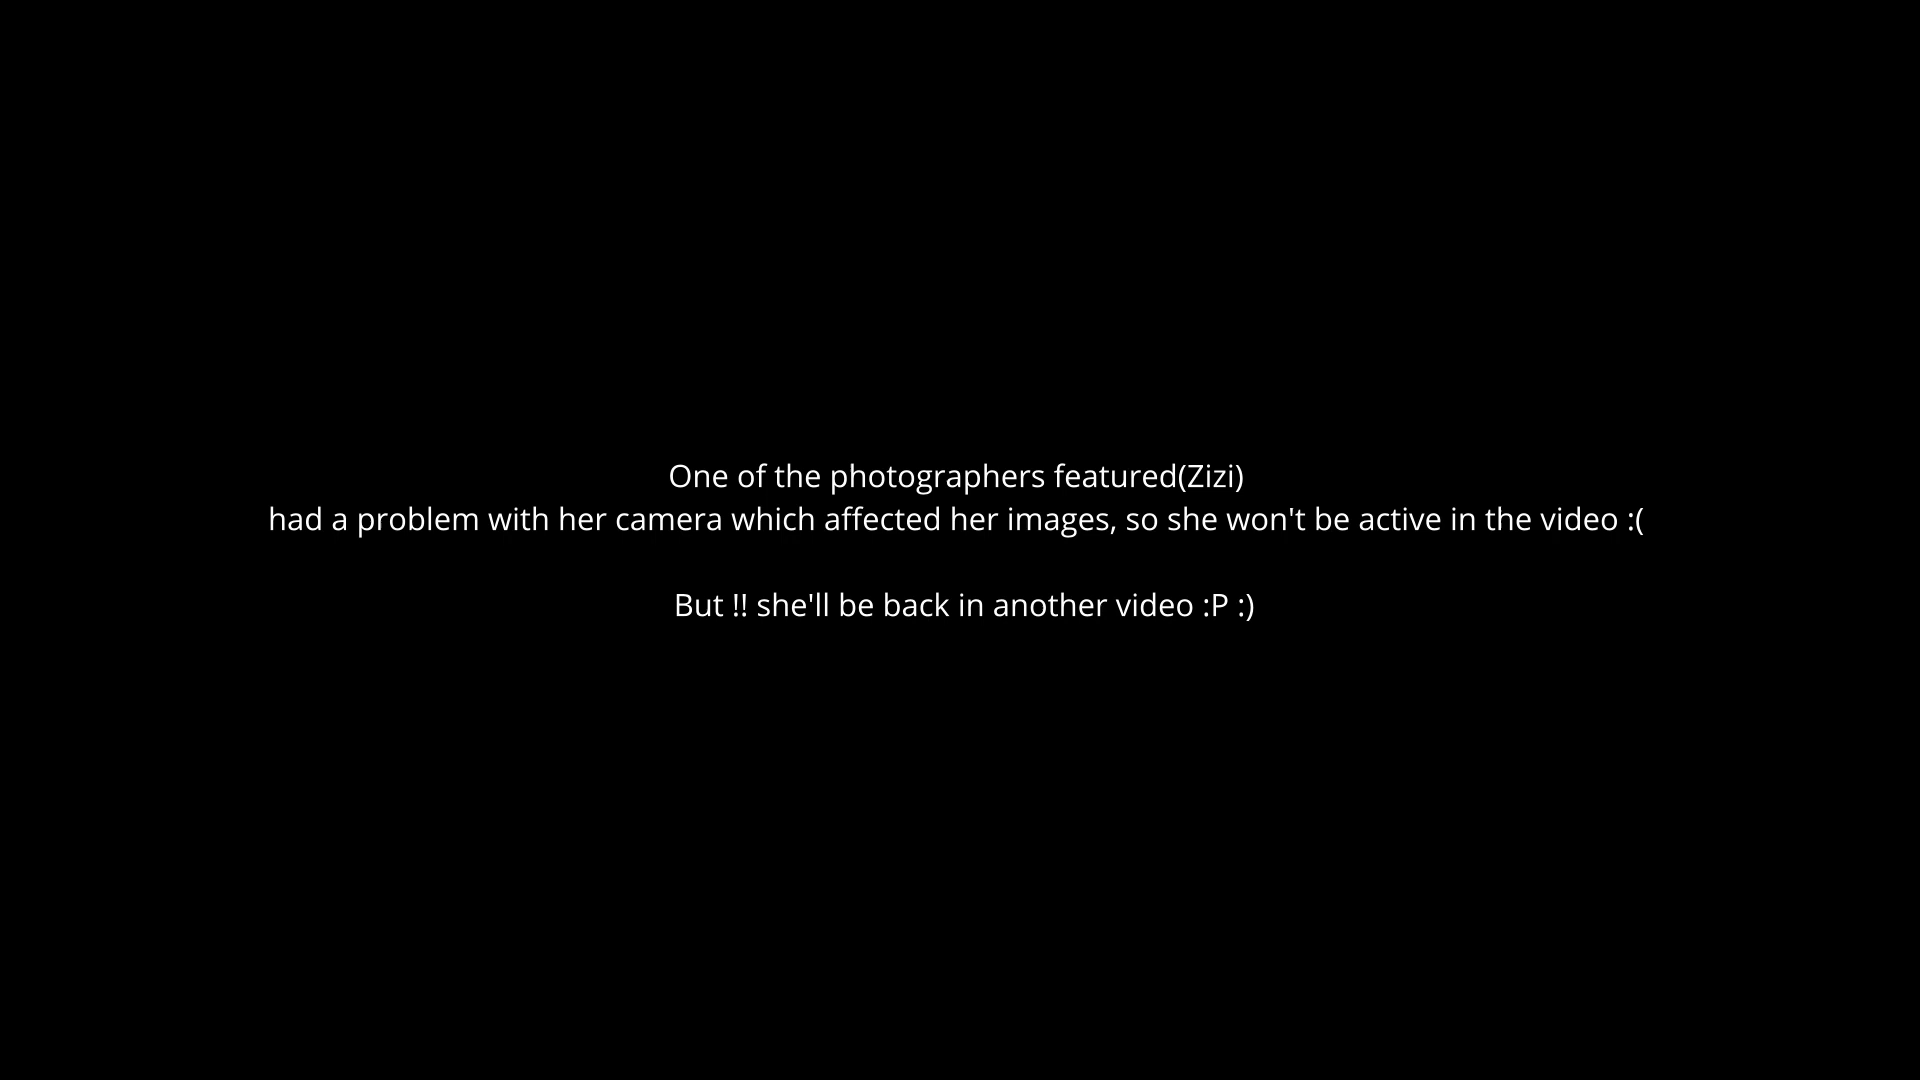 One of the photographers featured(Zizi)
had a problem with her camera which affected her images, so she won't be active in the video :(
But !! she'll be back in another video :P :)